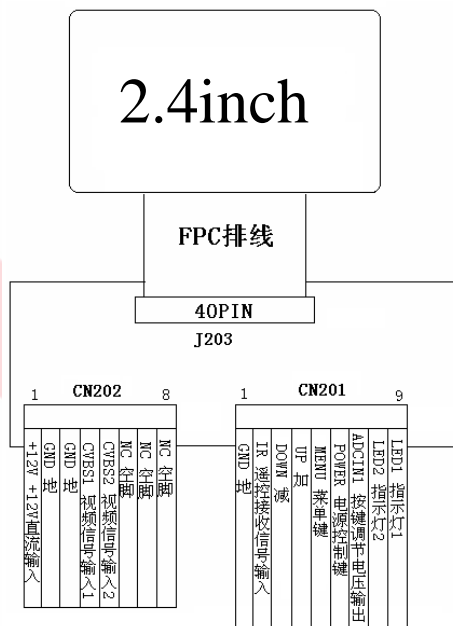 2.4inch
FPC排线
40PIN
J203
1 CN202 8
+12V +12V直流输入
GND 地
GND 地
CVBS1 视频信号输入1
CVBS2 视频信号输入2
NC 空脚
NC 空脚
NC 空脚
1 CN201 9
GND 地
IR 遥控接收信号输入
DOWN 减
UP 加
MENU 菜单键
POWER 电源控制键
ADCIN1 按键调节电压输出
LED2 指示灯2
LED1 指示灯1